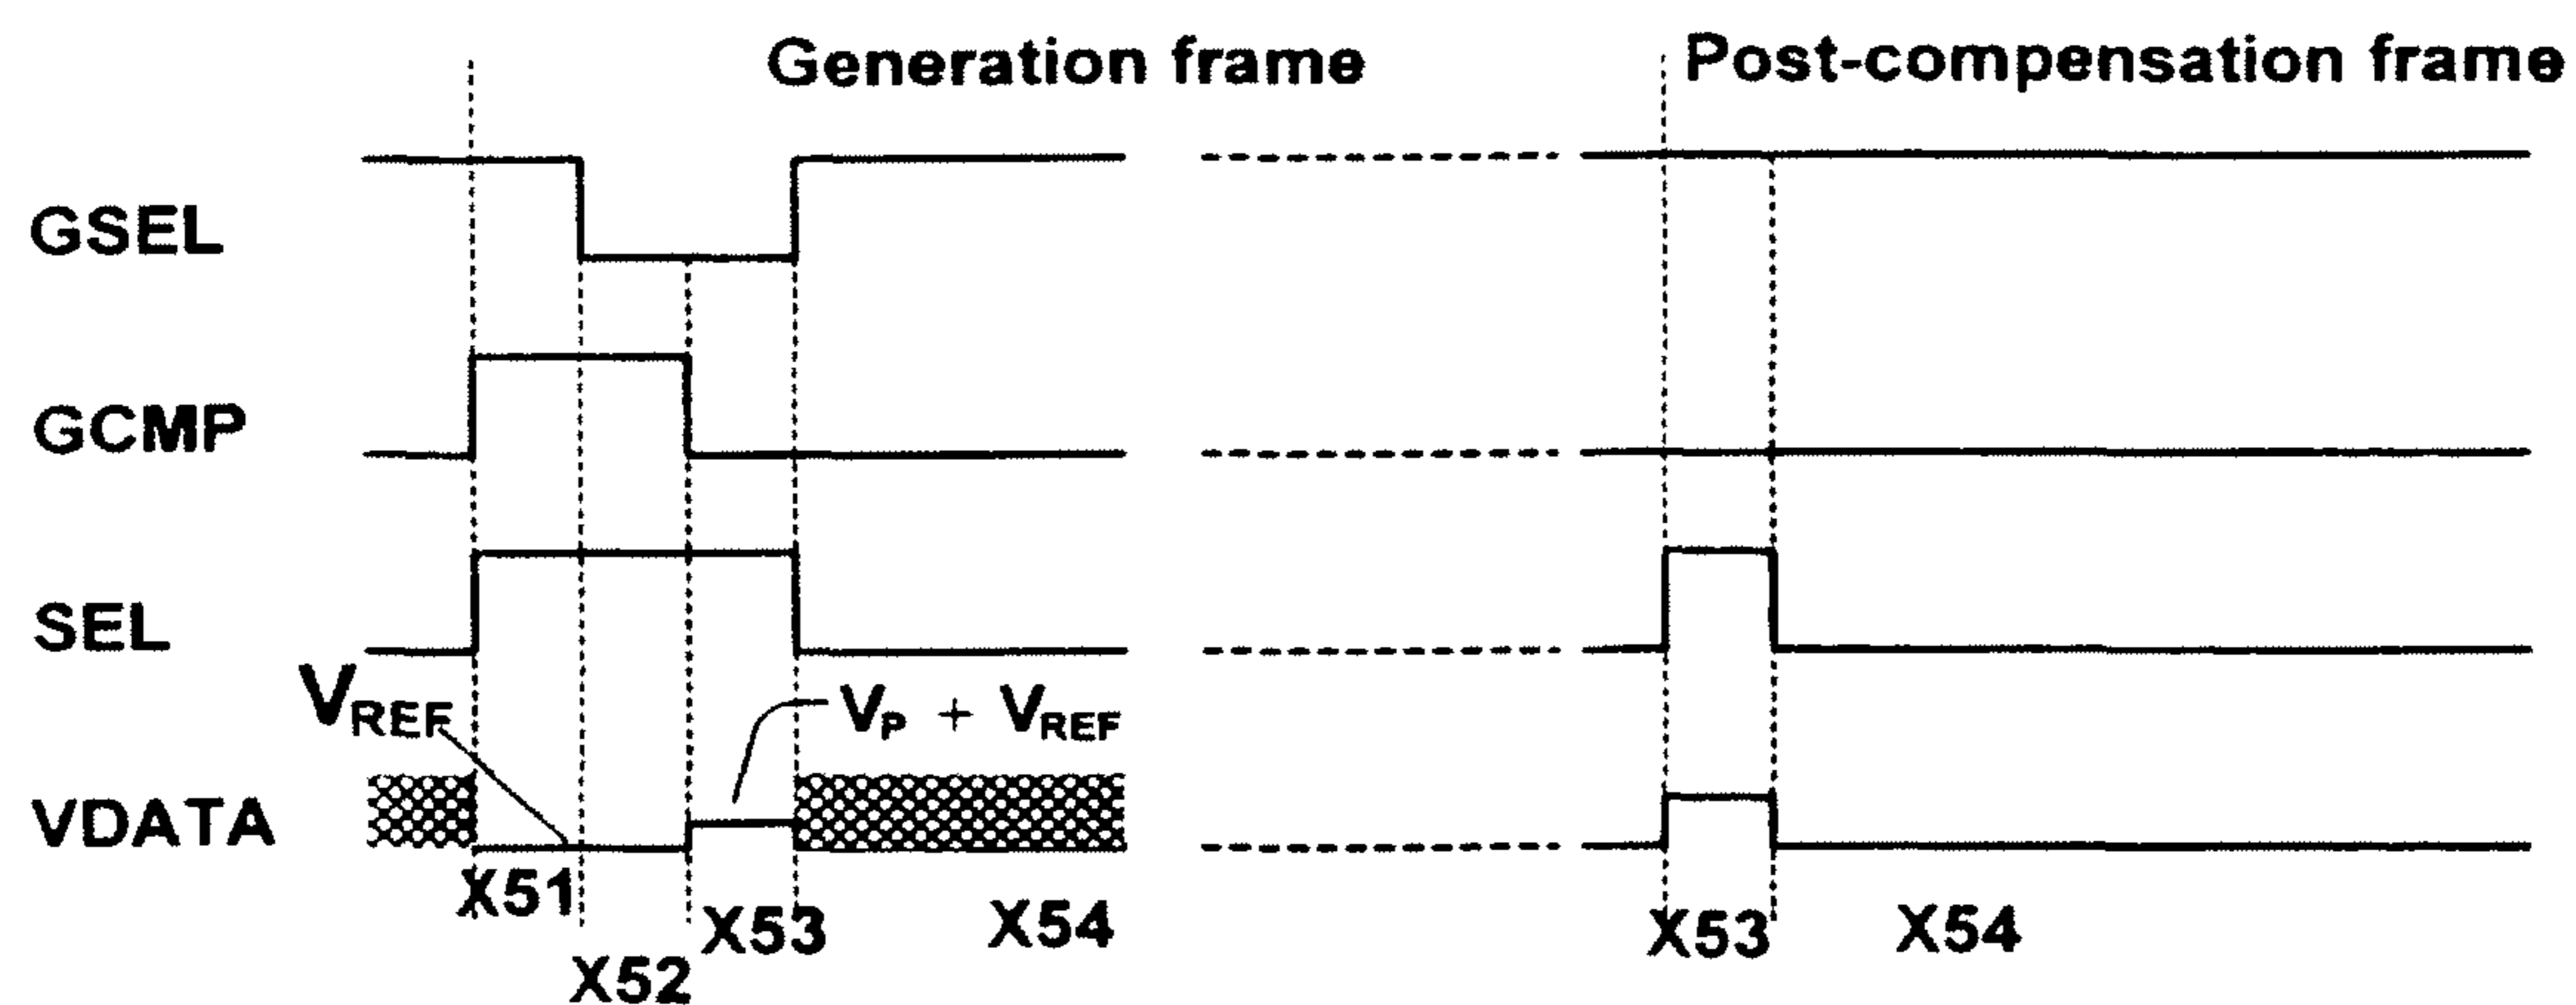 Generation frame
Post-compensation frame
GSEL
GCMP
SEL
VREF
VP + VREF
VDATA
X51
X52
X53
X54
X53
X54